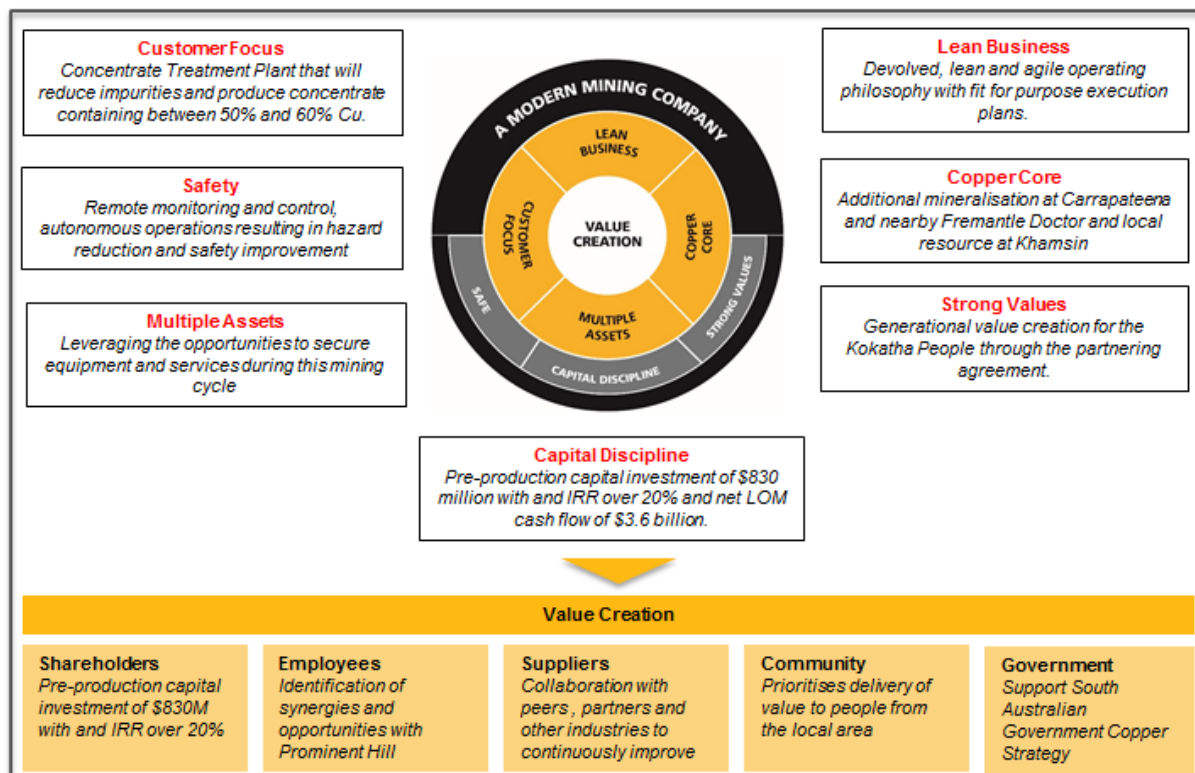 Customer Focus
Concentrate Treatment Plant that will
reduce impurities and produce concentrate
containing between 50% and 60% Cu.
Safety
Remote monitoring and control,
autonomous operations resulting in hazard
reduction and safety improvement
Multiple Assets
Leveraging the opportunities to secure
equipment and services during this mining
cycle
A MODERN MINING COMPANY
LEAN
BUSINESS
CUSTOMER
FOCUS
VALUE
CREATION
COPPER
CORE
MULTIPLE
ASSETS
SAFE
CAPITAL DISCIPLINE
STRONG VALUES
Lean Business
Devolved, lean and agile operating
philosophy with fit for purpose execution
plans.
Copper Core
Additional mineralisation at Carrapateena
and nearby Fremantle Doctor and local
resource at Khamsin
Strong Values
Generational value creation for the
Kokatha People through the partnering
agreement.
Capital Discipline
Pre-production capital investment of $830
million with and IRR over 20% and net LOM
cash flow of $3.6 billion.
Value Creation
Shareholders
Pre-production capital
investment of $830M
with and IRR over 20%
Employees
Identification of
synergies and
opportunities with
Prominent Hill
Suppliers
Collaboration with
peers , partners and
other industries to
continuously improve
Community
Prioritises delivery of
value to people from
the local area
Government
Support South
Australian
Government Copper
Strategy